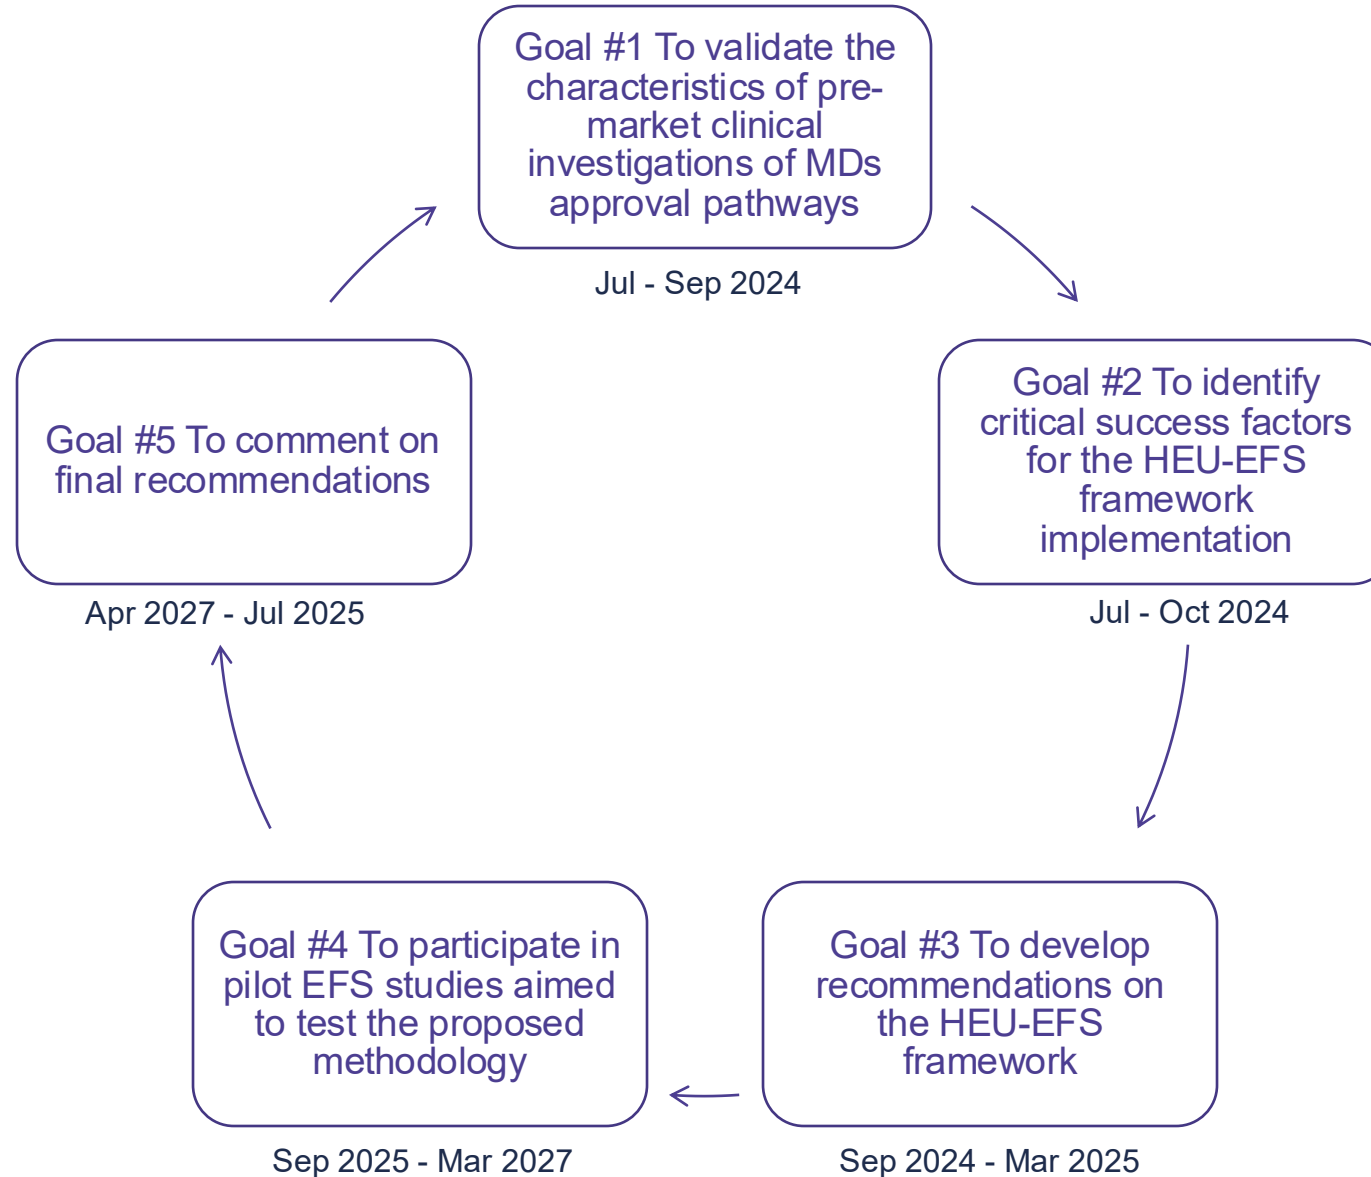 Goal #1 To validate the
characteristics of pre-
market clinical
investigations of MDs
approval pathways
Jul - Sep 2024
Goal #2 To identify
critical success factors
for the HEU-EFS
framework
implementation
Jul - Oct 2024
Goal #3 To develop
recommendations on
the HEU-EFS
framework
Sep 2024 - Mar 2025
Goal #4 To participate in
pilot EFS studies aimed
to test the proposed
methodology
Sep 2025 - Mar 2027
Goal #5 To comment on
final recommendations
Apr 2027 - Jul 2025